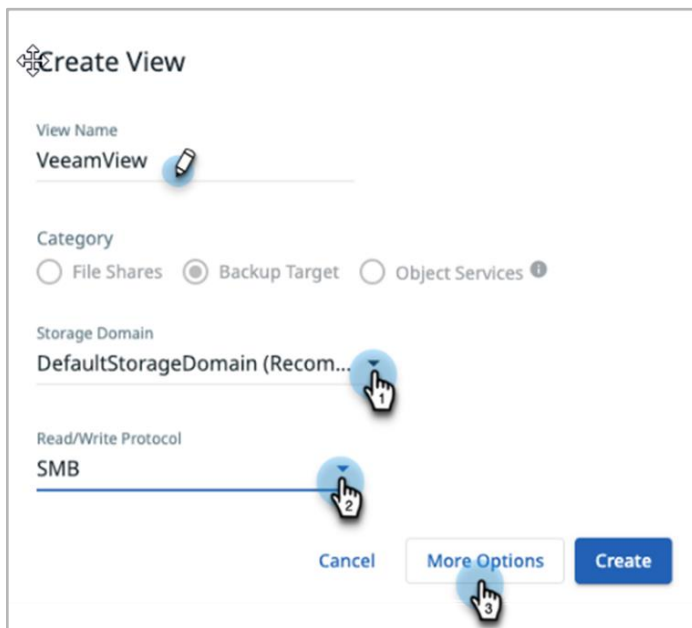 Create View
View Name
VeeamView
Category
File Shares Backup Target Object Services i
Storage Domain
DefaultStorageDomain (Recom...
1
Read/Write Protocol
SMB
2
Cancel More Options Create
3